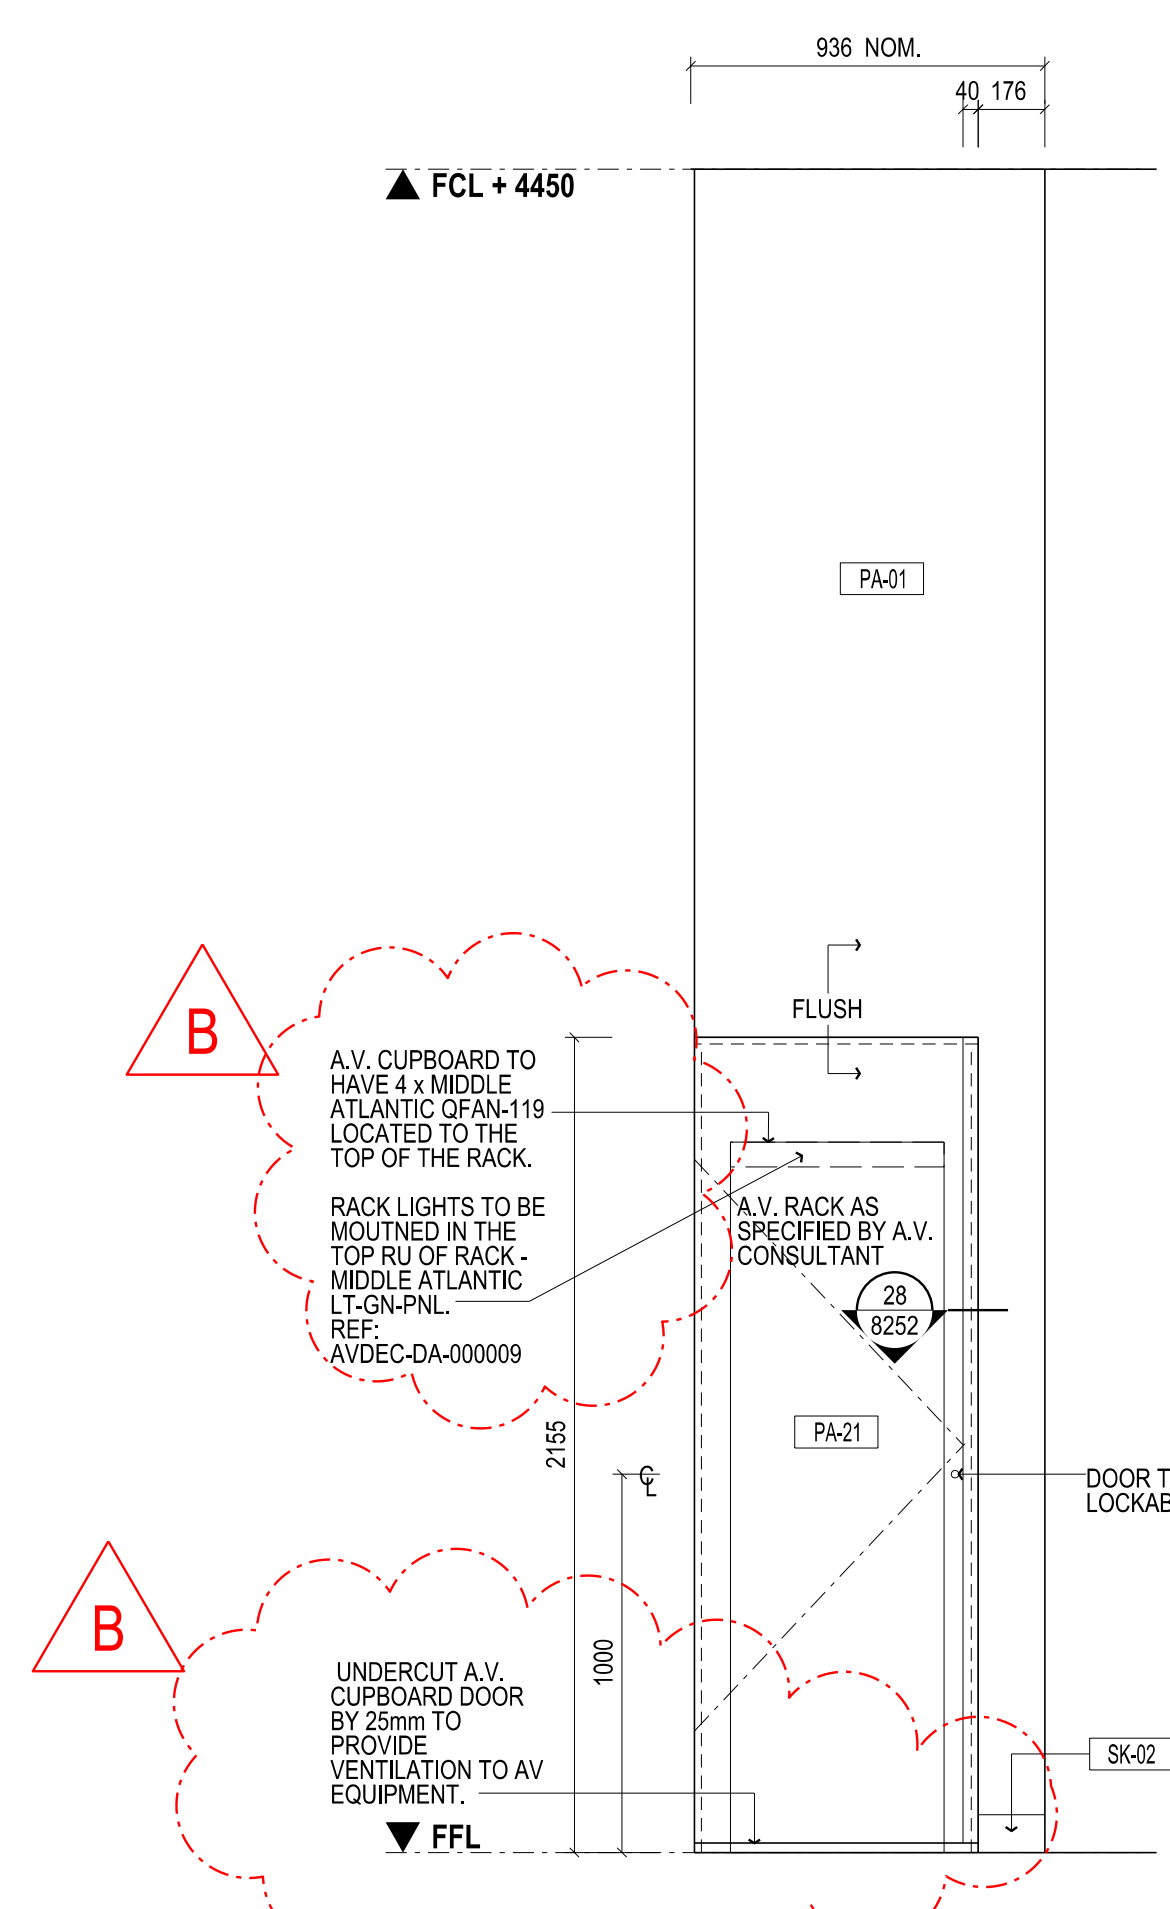 936 NOM.
40 176
FCL + 4450
PA-01
FLUSH
B
A.V. CUPBOARD TO
HAVE 4 x MIDDLE
ATLANTIC QFAN-119
LOCATED TO THE
TOP OF THE RACK.
RACK LIGHTS TO BE
MOUTNED IN THE
TOP RU OF RACK -
MIDDLE ATLANTIC
LT-GN-PNL.
REF:
AVDEC-DA-000009
A.V. RACK AS
SPECIFIED BY A.V.
CONSULTANT
28
8252
PA-21
2155
CL
DOOR T
LOCKAB
1000
B
UNDERCUT A.V.
CUPBOARD DOOR
BY 25mm TO
PROVIDE
VENTILATION TO AV
EQUIPMENT.
SK-02
FFL